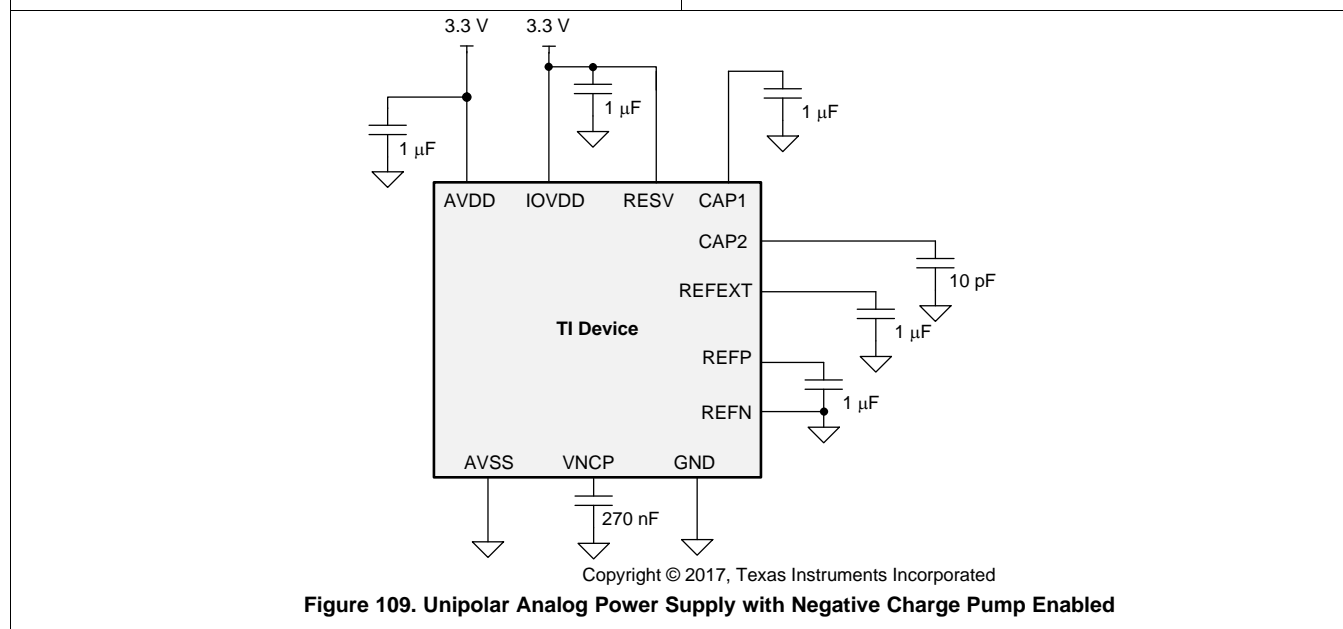 3.3 V 3.3 V
1 μF
1 μF
1 μF
AVDD IOVDD RESV CAP1
CAP2
10 pF
REFEXT
1 μF
TI Device
REFP
1 μF
REFN
AVSS VNCP GND
270 nF
Copyright © 2017, Texas Instruments Incorporated
Figure 109. Unipolar Analog Power Supply with Negative Charge Pump Enabled